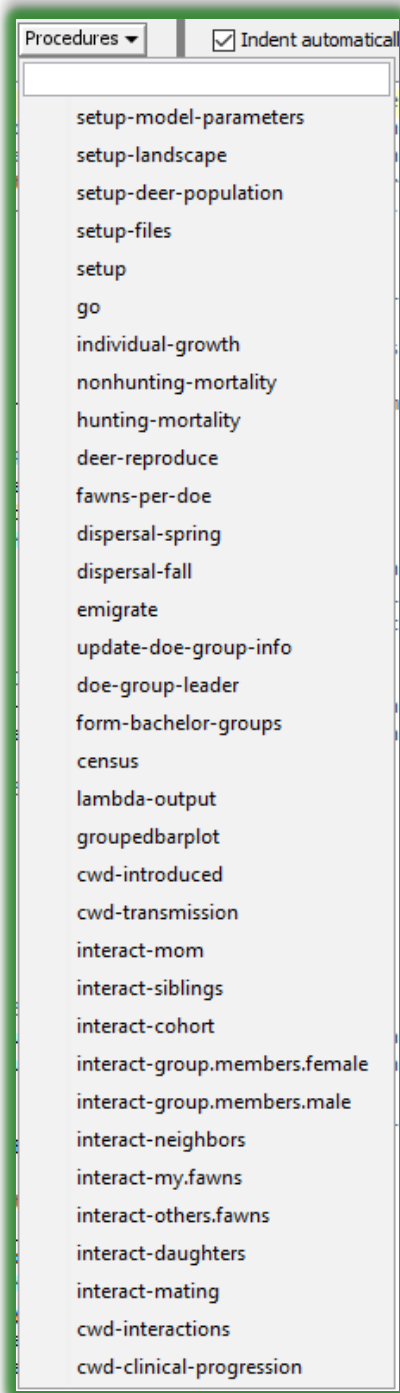 Procedures ▾ Indent automaticall
setup-model-parameters
setup-landscape
setup-deer-population
setup-files
setup
go
individual-growth
nonhunting-mortality
hunting-mortality
deer-reproduce
fawns-per-doe
dispersal-spring
dispersal-fall
emigrate
update-doe-group-info
doe-group-leader
form-bachelor-groups
census
lambda-output
groupedbarplot
cwd-introduced
cwd-transmission
interact-mom
interact-siblings
interact-cohort
interact-group.members.female
interact-group.members.male
interact-neighbors
interact-my.fawns
interact-others.fawns
interact-daughters
interact-mating
cwd-interactions
cwd-clinical-progression